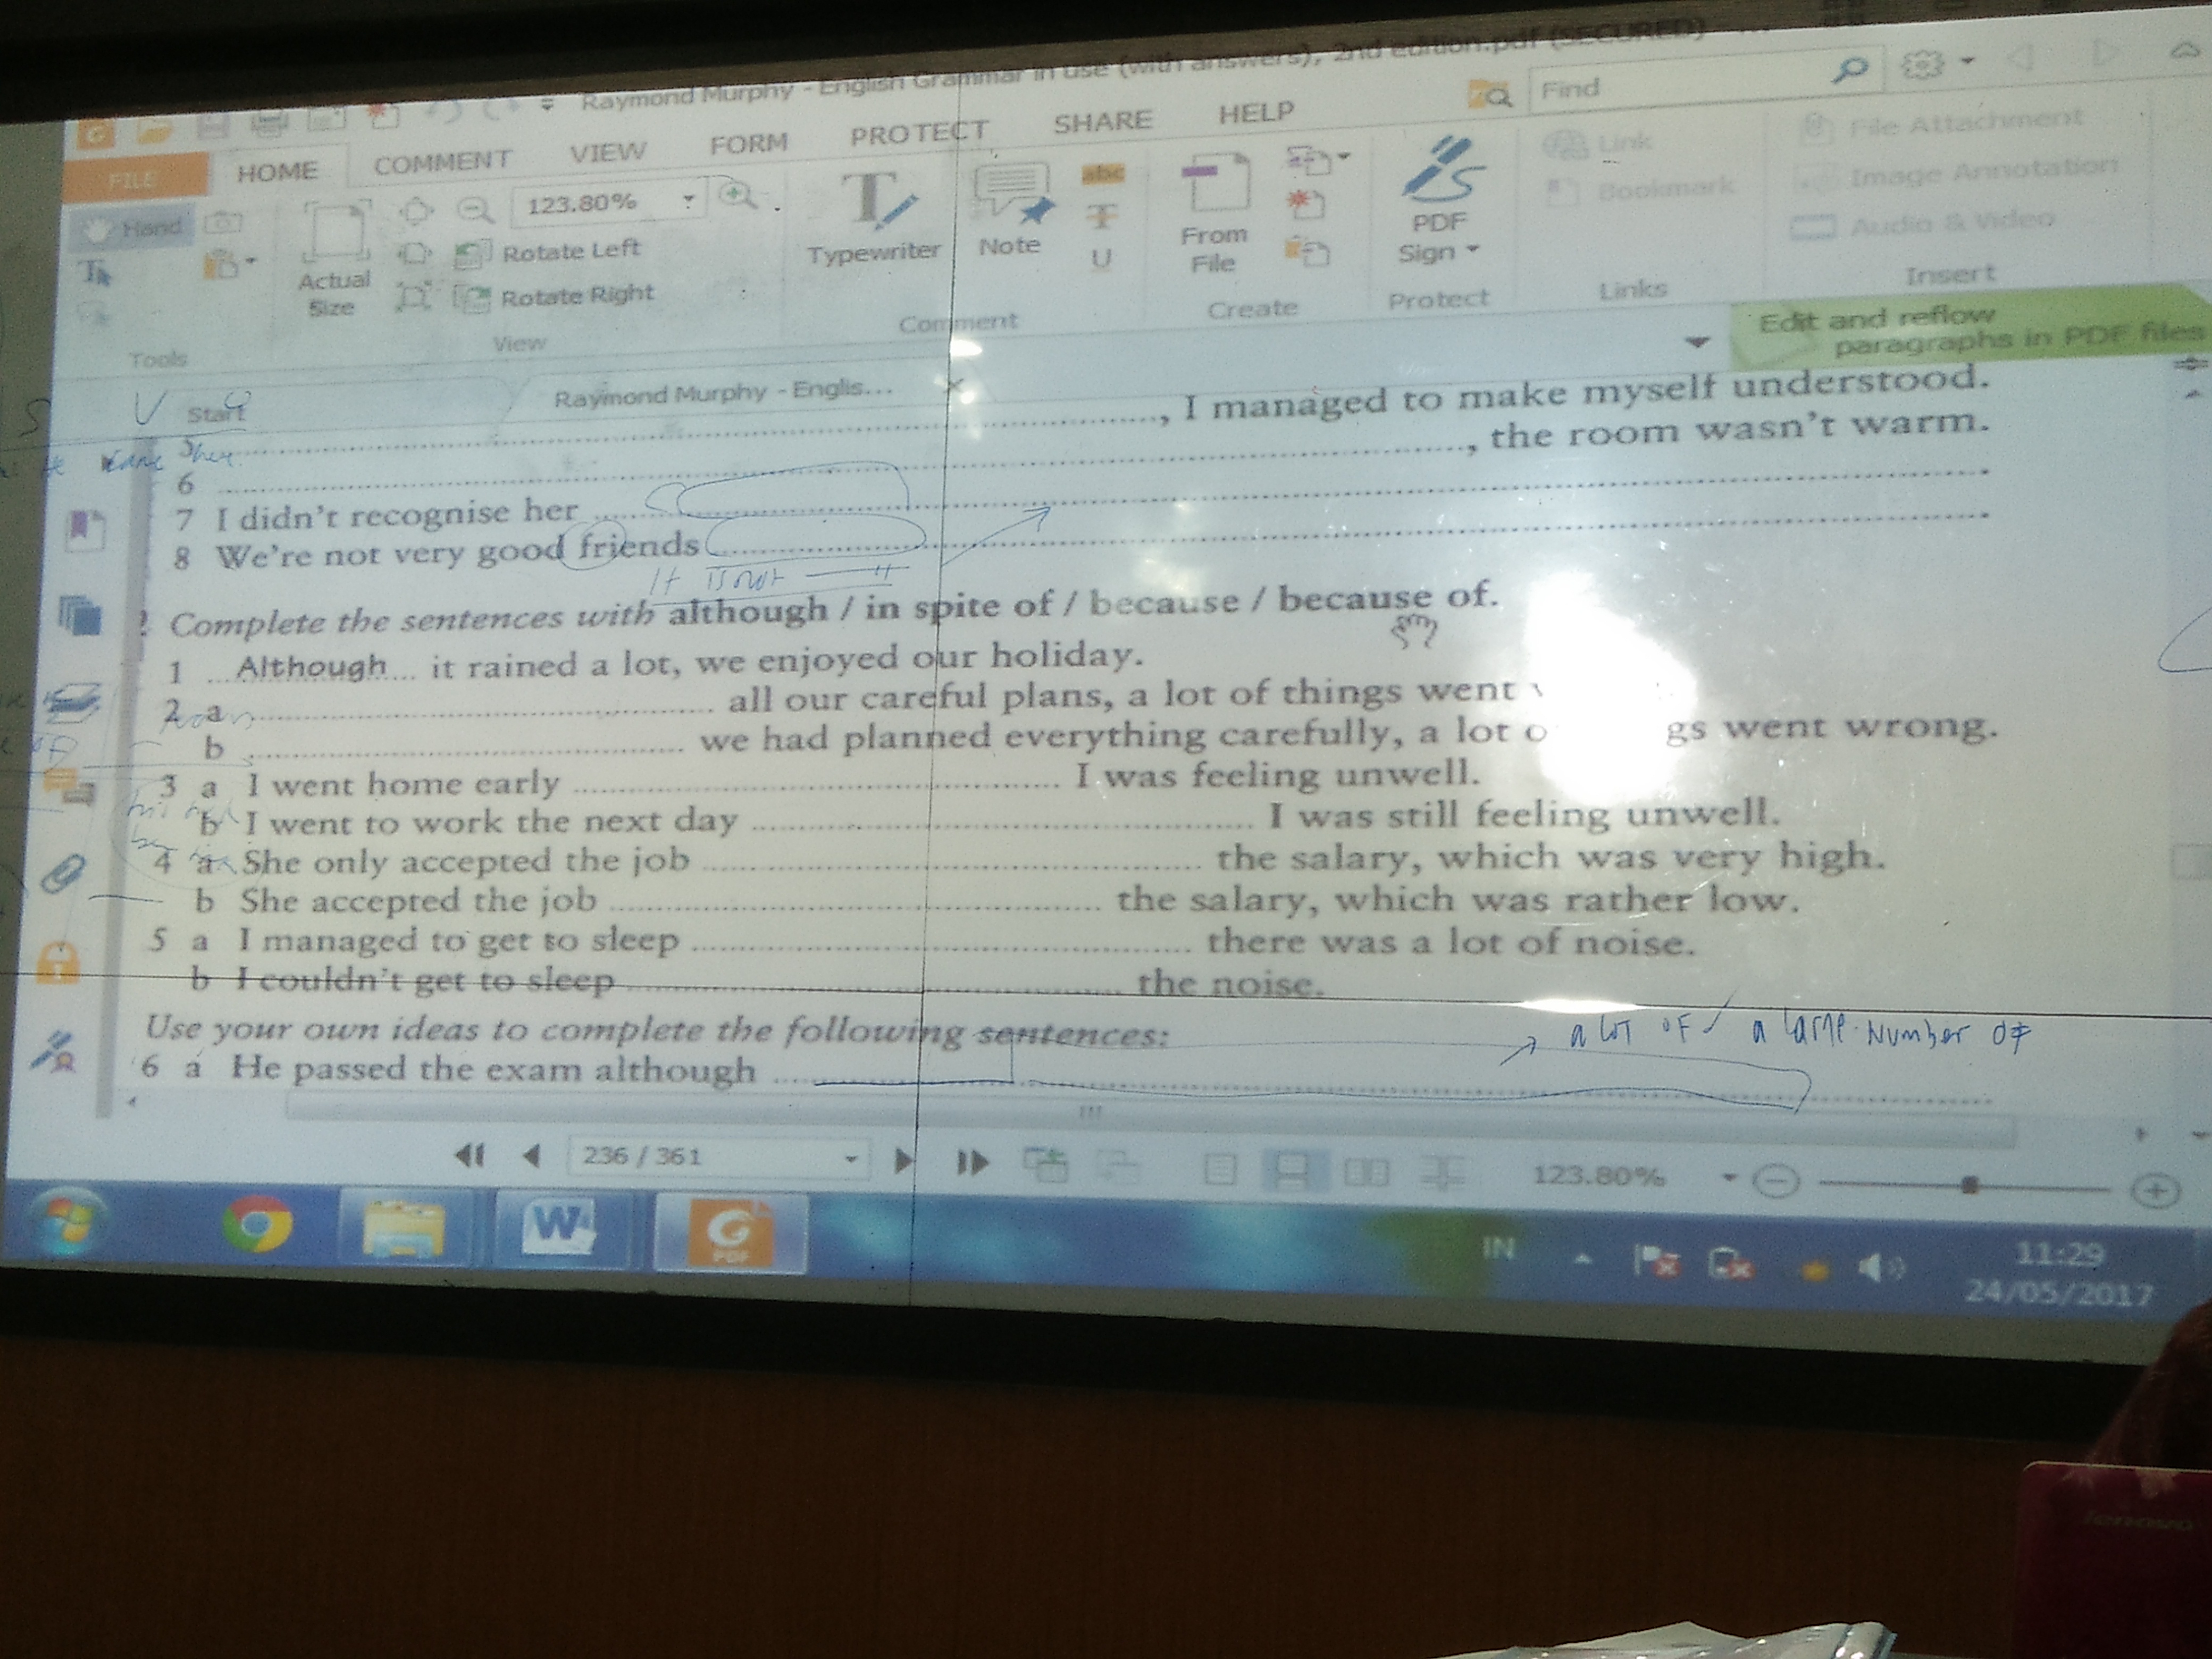 Raymond Murphy - English Grammar in use (with answers), 2nd edition.pdf (SECURED)
Find
FILE HOME COMMENT VIEW FORM PROTECT SHARE HELP
Hand
123.80%
Actual Size
Rotate Left
Rotate Right
Typewriter
Note
abc
T
U
From File
PDF Sign
Link
Bookmark
File Attachment
Image Annotation
Audio & Video
Tools View Comment Create Protect Links Insert
Edit and reflow
paragraphs in PDF files
Start
Raymond Murphy - Englis...
5 .........., I managed to make myself understood.
6 .........., the room wasn't warm.
7 I didn't recognise her ..........
8 We're not very good friends ..........
Complete the sentences with although / in spite of / because / because of.
1 ...Although... it rained a lot, we enjoyed our holiday.
2 a .......... all our careful plans, a lot of things went
b .......... we had planned everything carefully, a lot o gs went wrong.
3 a I went home early .......... I was feeling unwell.
b I went to work the next day .......... I was still feeling unwell.
4 a She only accepted the job .......... the salary, which was very high.
b She accepted the job .......... the salary, which was rather low.
5 a I managed to get to sleep .......... there was a lot of noise.
b I couldn't get to sleep .......... the noise.
Use your own ideas to complete the following sentences:
a lot of a large number of
6 a He passed the exam although ..........
236 / 361
123.80%
W
G
PDF
IN
11:29
24/05/2017
lenovo